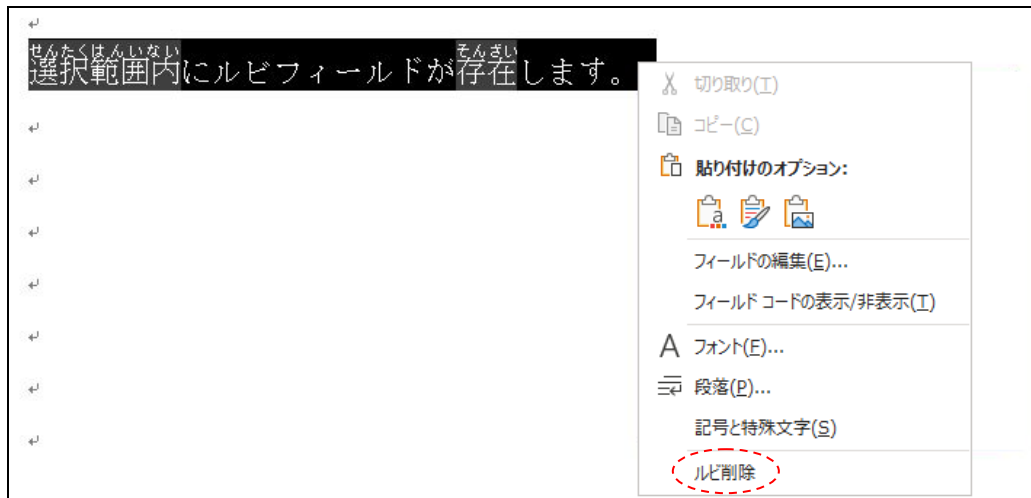 せんたくはんいない そんざい
選択範囲内にルビフィールドが存在します。
切り取り(T)
コピー(C)
貼り付けのオプション:
フィールドの編集(E)...
フィールド コードの表示/非表示(T)
フォント(F)...
段落(P)...
記号と特殊文字(S)
ルビ削除